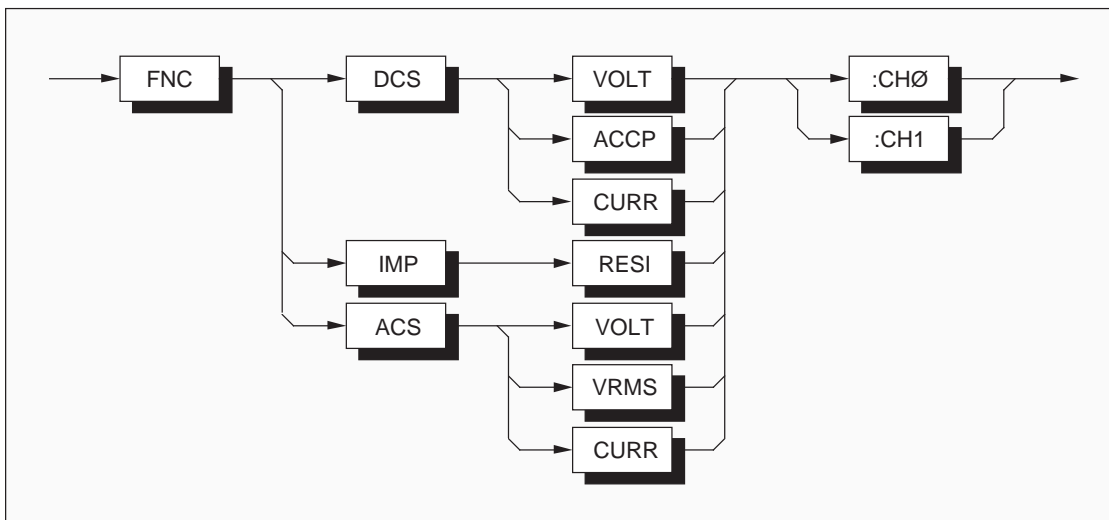 FNC DCS VOLT :CHØ
ACCP :CH1
CURR
IMP RESI
ACS VOLT
VRMS
CURR